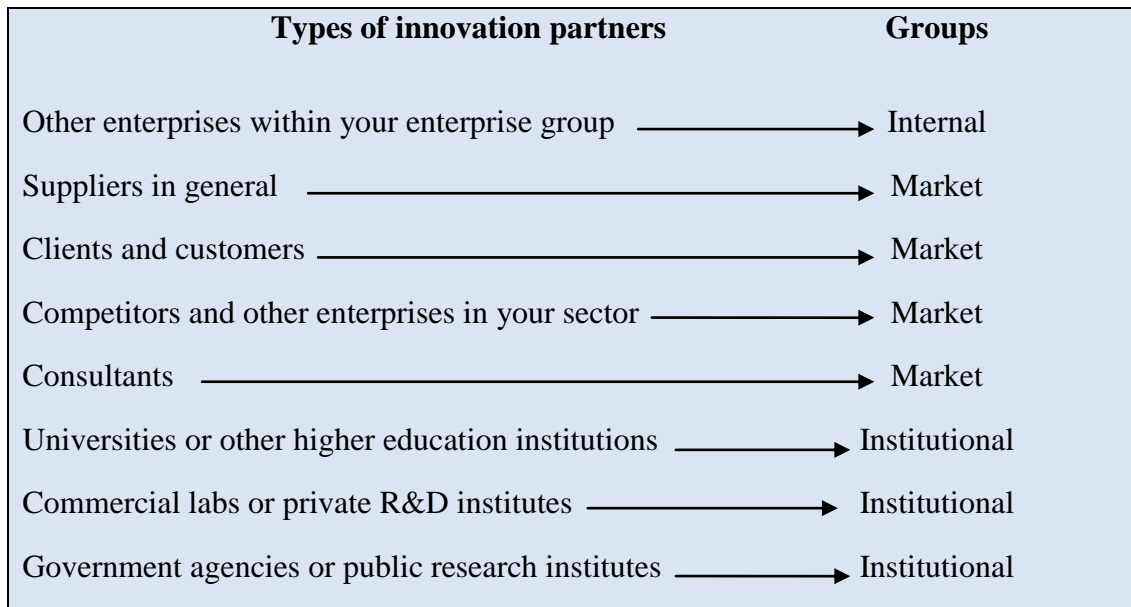 Types of innovation partners Groups
Other enterprises within your enterprise group Internal
Suppliers in general Market
Clients and customers Market
Competitors and other enterprises in your sector Market
Consultants Market
Universities or other higher education institutions Institutional
Commercial labs or private R&D institutes Institutional
Government agencies or public research institutes Institutional